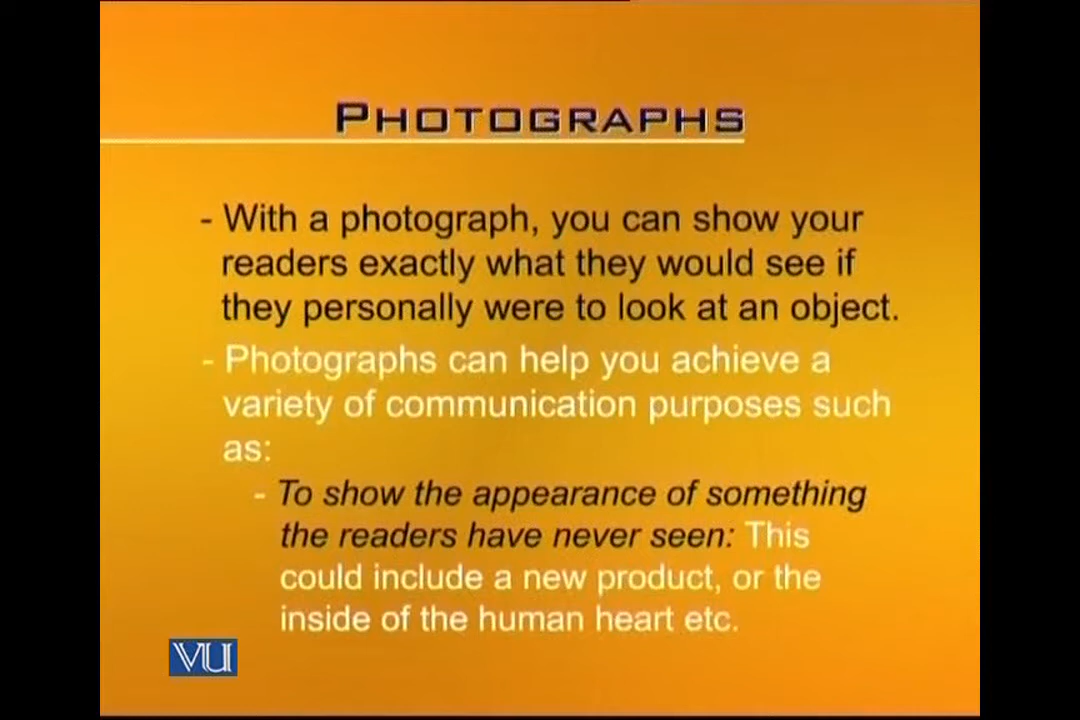 PHOTOGRAPHS
- With a photograph, you can show your
readers exactly what they would see if
they personally were to look at an object.
- Photographs can help you achieve a
variety of communication purposes such
as:
- To show the appearance of something
the readers have never seen: This
could include a new product, or the
inside of the human heart etc.
VU